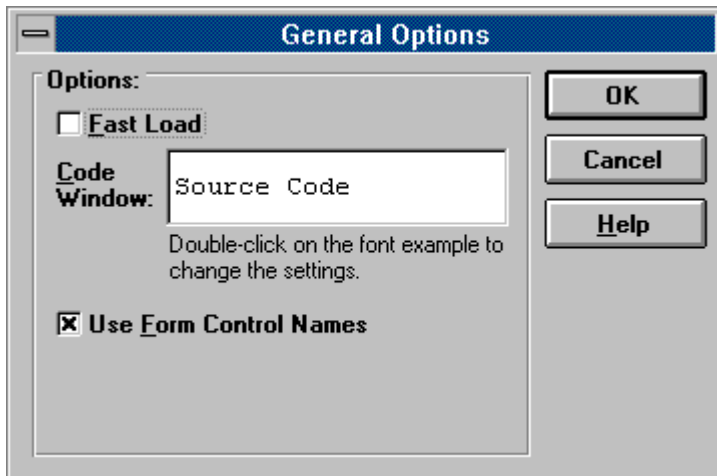 General Options
Options:
Fast Load
Code
Window:
Source Code
Double-click on the font example to
change the settings.
Use Form Control Names
OK
Cancel
Help